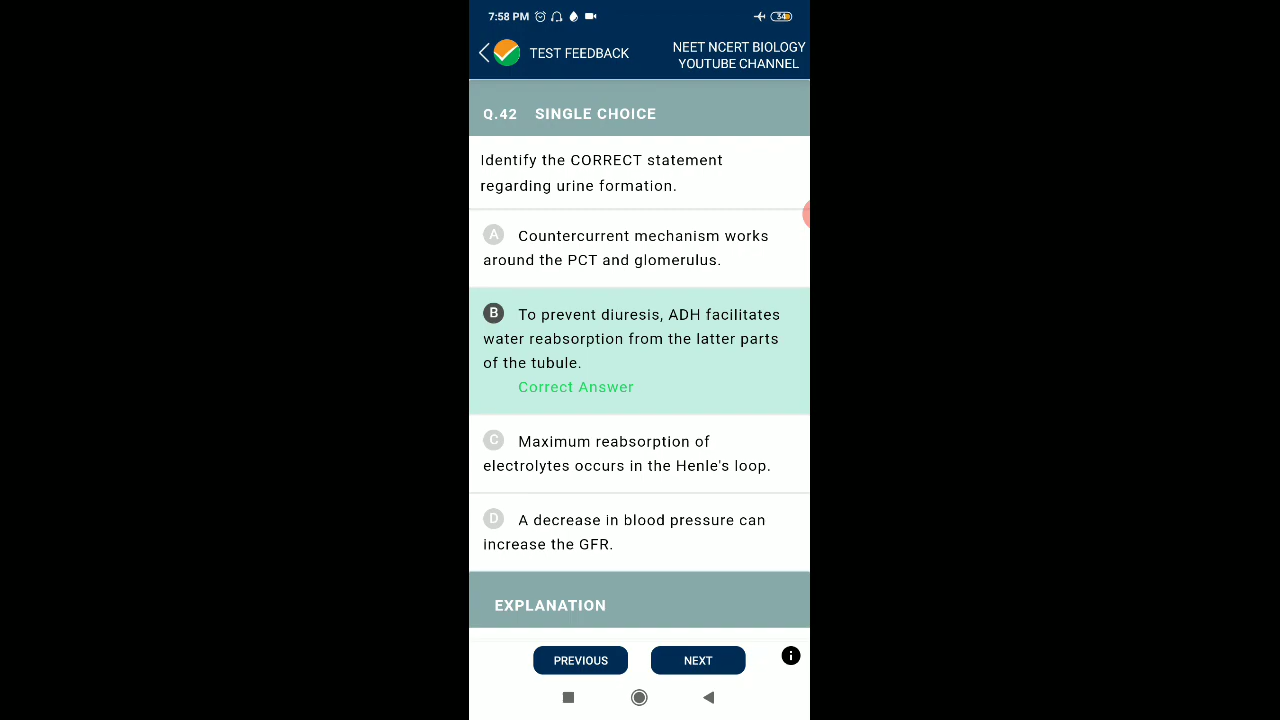 7:58 PM
34
TEST FEEDBACK
NEET NCERT BIOLOGY
YOUTUBE CHANNEL
Q.42 SINGLE CHOICE
Identify the CORRECT statement
regarding urine formation.
A Countercurrent mechanism works
around the PCT and glomerulus.
B To prevent diuresis, ADH facilitates
water reabsorption from the latter parts
of the tubule.
Correct Answer
C Maximum reabsorption of
electrolytes occurs in the Henle's loop.
D A decrease in blood pressure can
increase the GFR.
EXPLANATION
PREVIOUS
NEXT